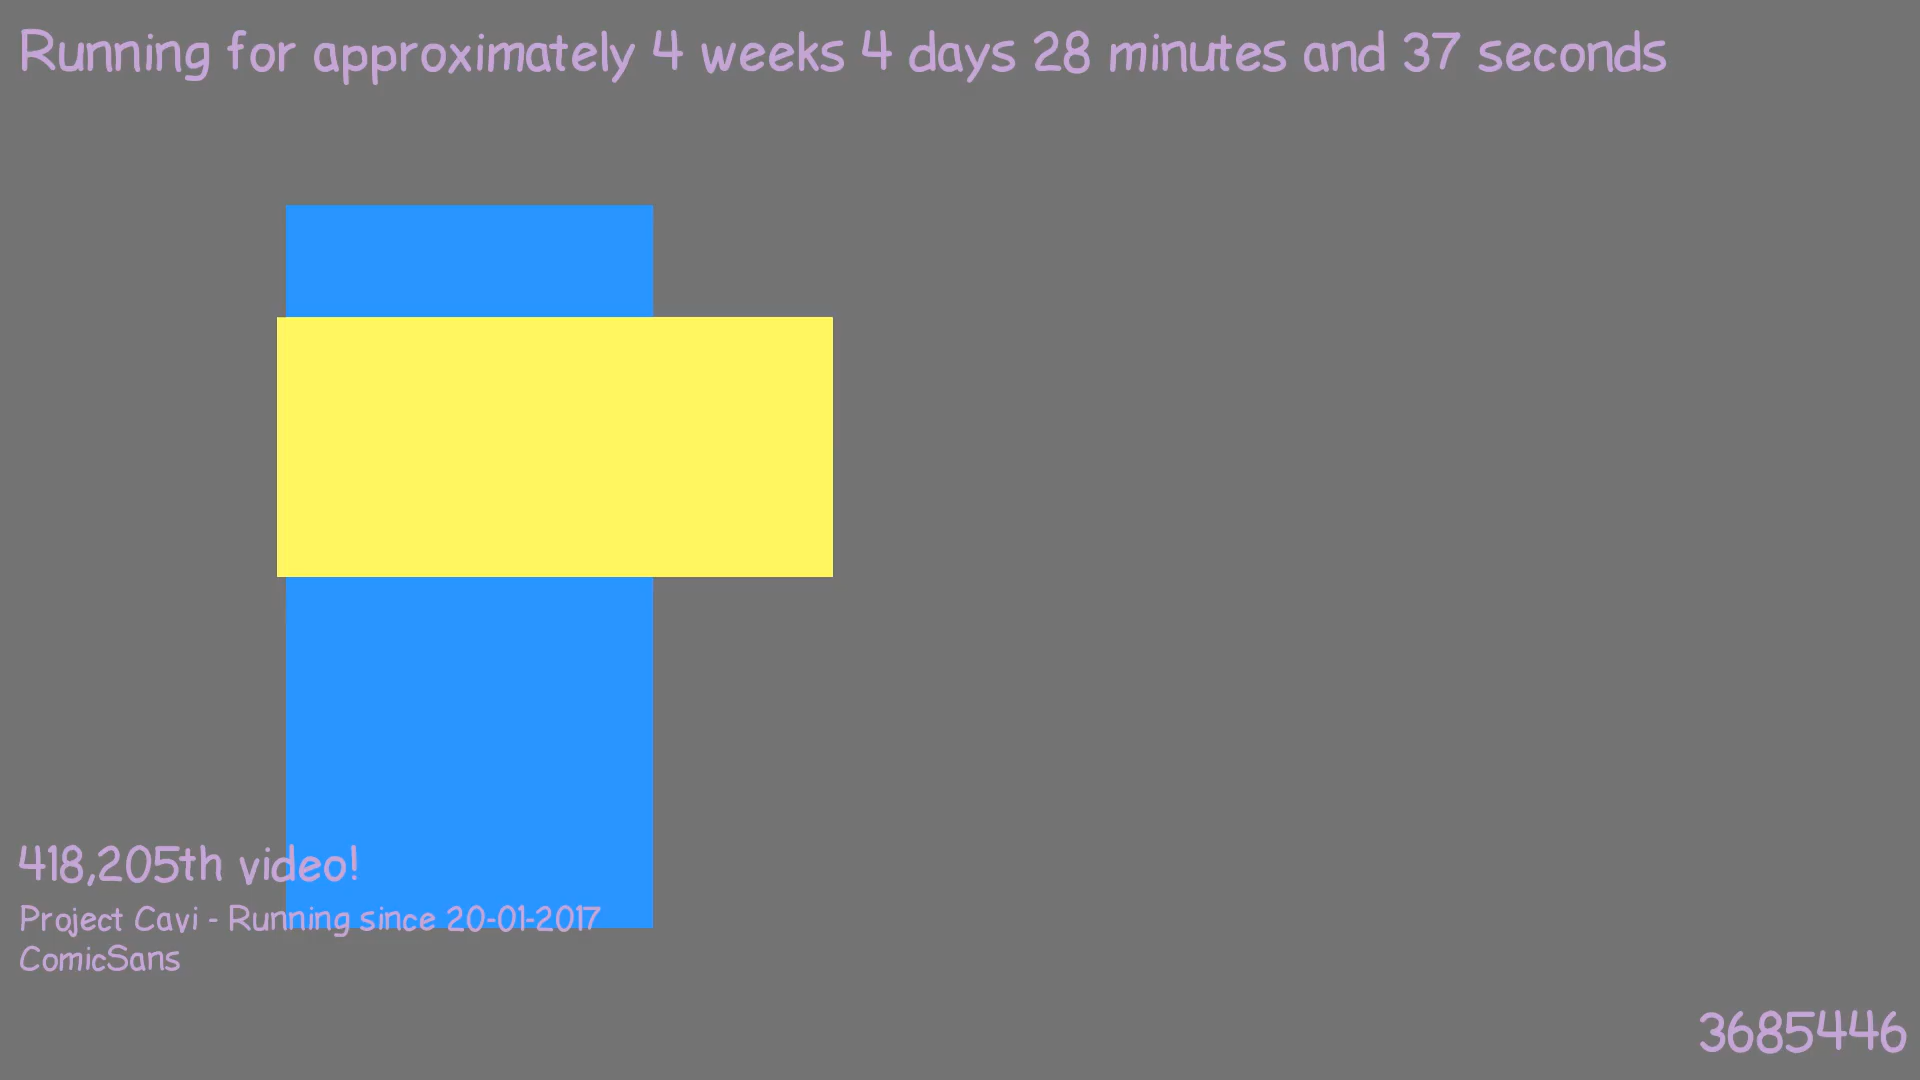 Running for approximately 4 weeks 4 days 28 minutes and 37 seconds
418,205th video!
Project Cavi - Running since 20-01-2017
ComicSans
3685446